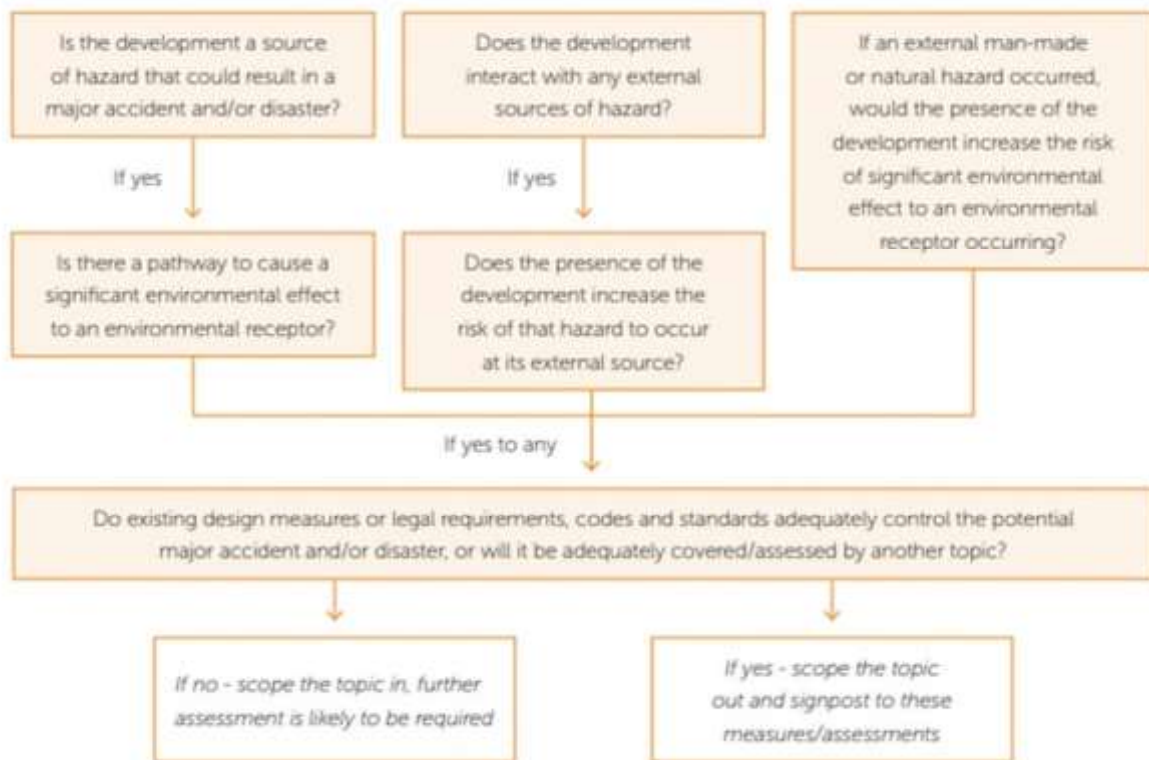 Is the development a source
of hazard that could result in a
major accident and/or disaster?
Does the development
interact with any external
sources of hazard?
If an external man-made
or natural hazard occurred,
would the presence of the
development increase the risk
of significant environmental
effect to an environmental
receptor occurring?
If yes
If yes
Is there a pathway to cause a
significant environmental effect
to an environmental receptor?
Does the presence of the
development increase the
risk of that hazard to occur
at its external source?
If yes to any
Do existing design measures or legal requirements, codes and standards adequately control the potential
major accident and/or disaster, or will it be adequately covered/assessed by another topic?
If no - scope the topic in, further
assessment is likely to be required
If yes - scope the topic
out and signpost to these
measures/assessments